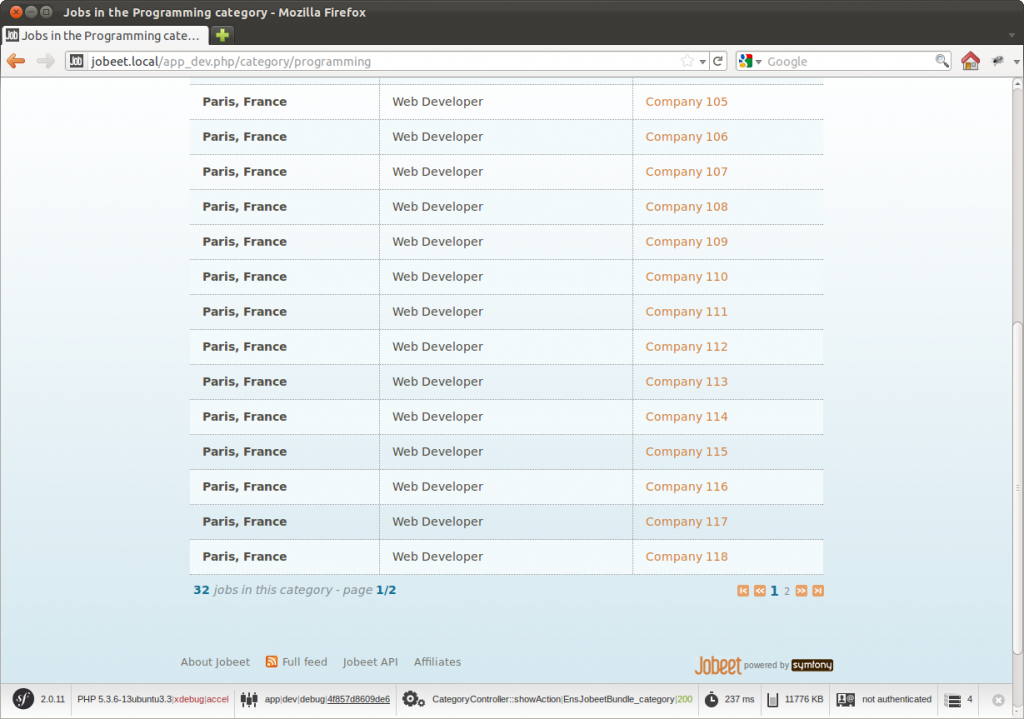 Jobs in the Programming category - Mozilla Firefox
Job Jobs in the Programming cate...
Job jobeet.local/app_dev.php/category/programming Google
Paris, France Web Developer Company 105
Paris, France Web Developer Company 106
Paris, France Web Developer Company 107
Paris, France Web Developer Company 108
Paris, France Web Developer Company 109
Paris, France Web Developer Company 110
Paris, France Web Developer Company 111
Paris, France Web Developer Company 112
Paris, France Web Developer Company 113
Paris, France Web Developer Company 114
Paris, France Web Developer Company 115
Paris, France Web Developer Company 116
Paris, France Web Developer Company 117
Paris, France Web Developer Company 118
32 jobs in this category - page 1/2 1 2
About Jobeet Full feed Jobeet API Affiliates Jobeet powered by symfony
sf 2.0.11 PHP 5.3.6-13ubuntu3.3|xdebug|accel app|dev|debug|4f857d8609de6 CategoryController::showAction|EnsJobeetBundle_category|200 237 ms 11776 KB not authenticated 4